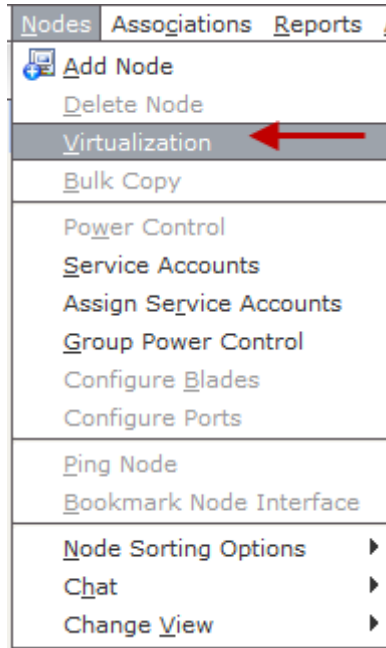 Nodes Associations Reports
Add Node
Delete Node
Virtualization
Bulk Copy
Power Control
Service Accounts
Assign Service Accounts
Group Power Control
Configure Blades
Configure Ports
Ping Node
Bookmark Node Interface
Node Sorting Options
Chat
Change View